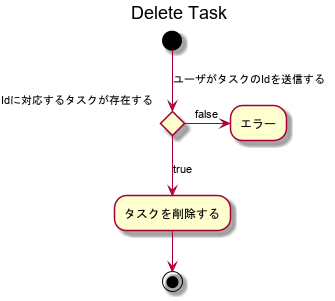 Delete Task
ユーザがタスクのIdを送信する
Idに対応するタスクが存在する
false
エラー
true
タスクを削除する